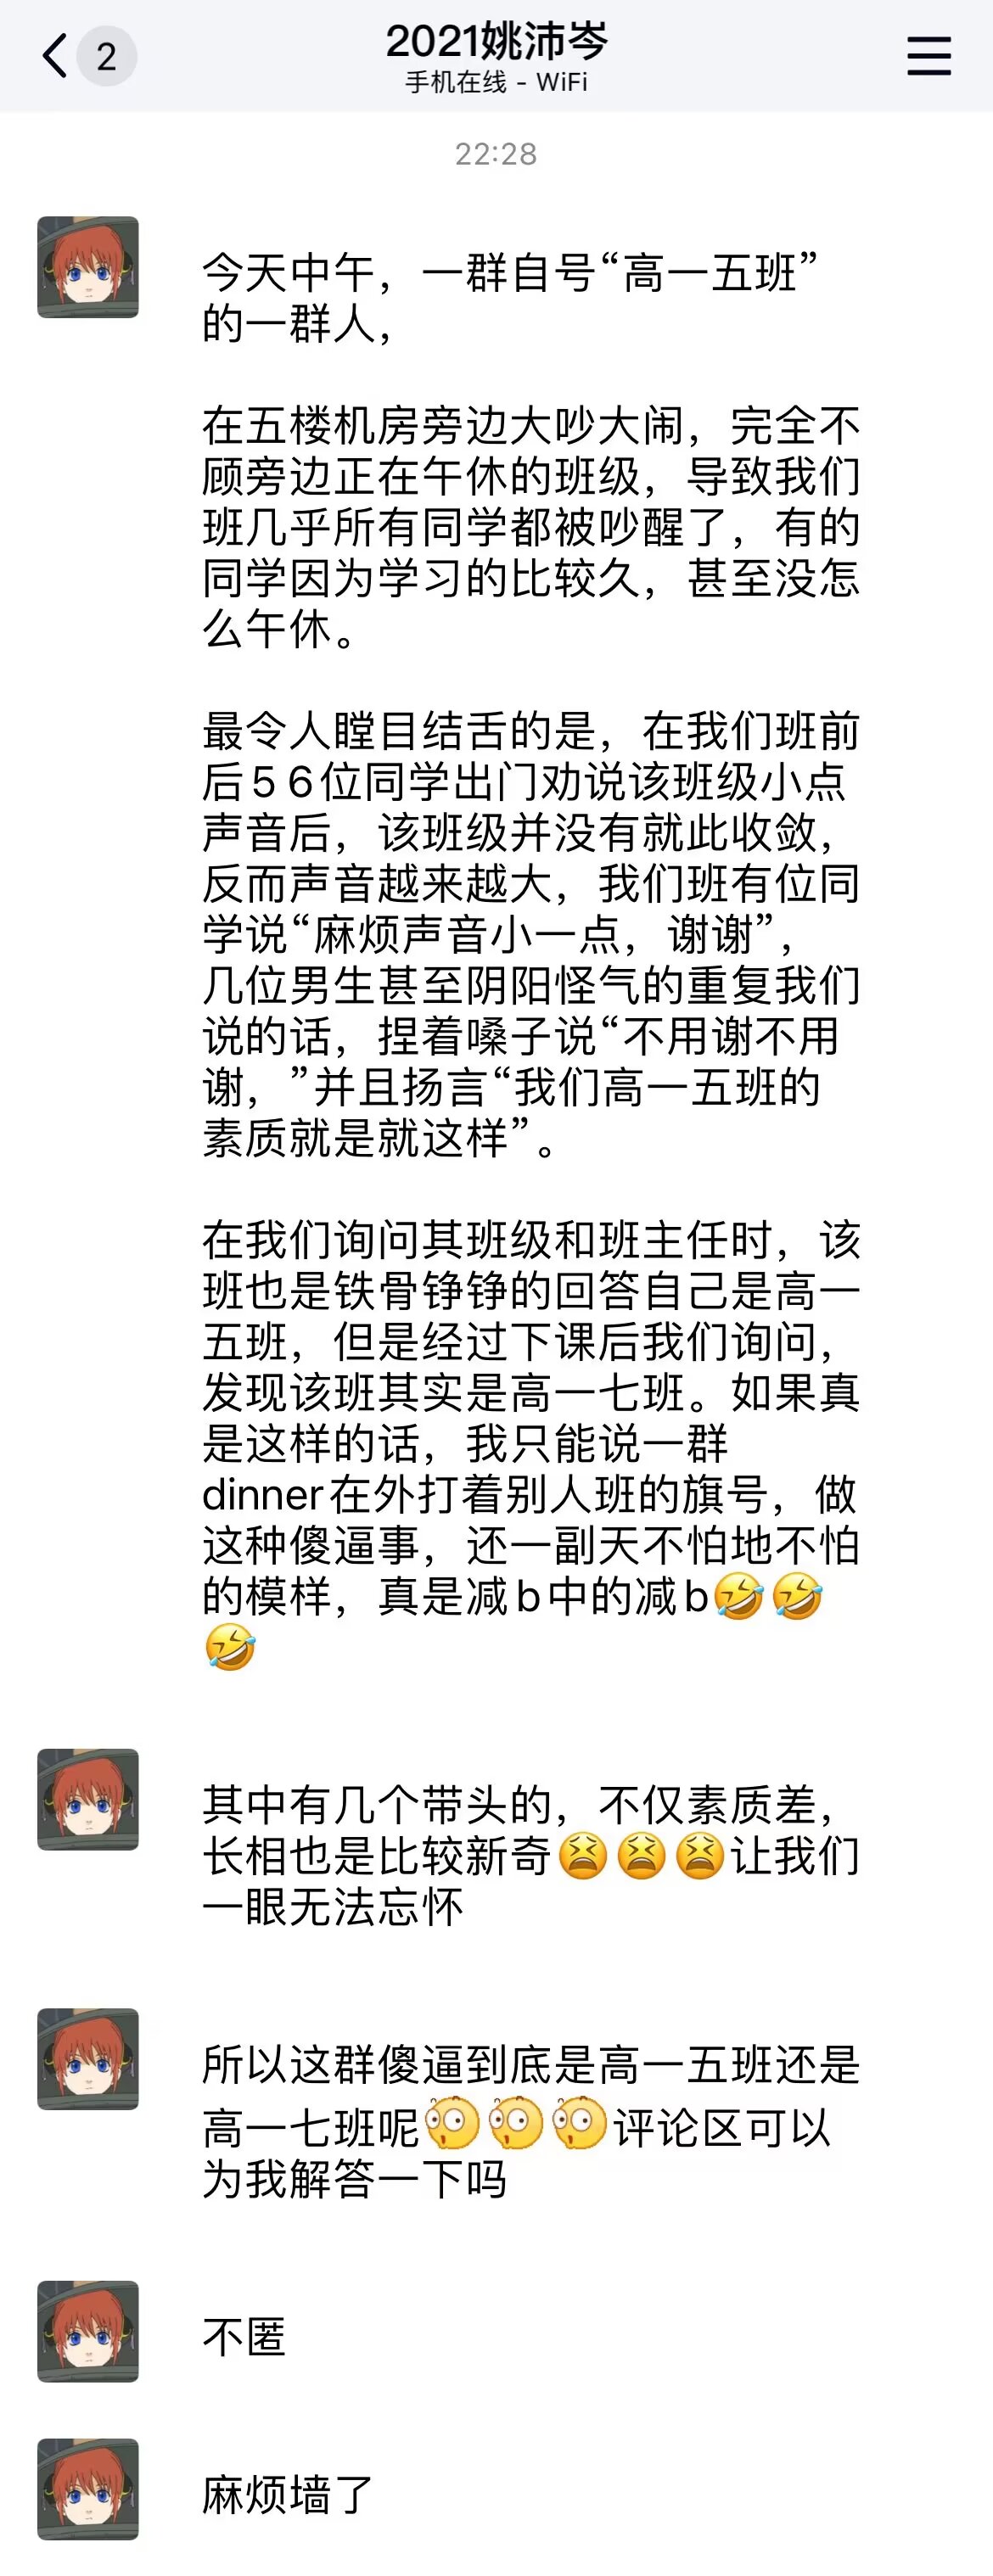 2
2021姚沛岑
手机在线 - WiFi
22:28
今天中午，一群自号“高一五班”
的一群人，
在五楼机房旁边大吵大闹，完全不
顾旁边正在午休的班级，导致我们
班几乎所有同学都被吵醒了，有的
同学因为学习的比较久，甚至没怎
么午休。
最令人瞠目结舌的是，在我们班前
后5 6位同学出门劝说该班级小点
声音后，该班级并没有就此收敛，
反而声音越来越大，我们班有位同
学说“麻烦声音小一点，谢谢”，
几位男生甚至阴阳怪气的重复我们
说的话，捏着嗓子说“不用谢不用
谢，”并且扬言“我们高一五班的
素质就是就这样”。
在我们询问其班级和班主任时，该
班也是铁骨铮铮的回答自己是高一
五班，但是经过下课后我们询问，
发现该班其实是高一七班。如果真
是这样的话，我只能说一群
dinner在外打着别人班的旗号，做
这种傻逼事，还一副天不怕地不怕
的模样，真是减b中的减b🤣🤣
🤣
其中有几个带头的，不仅素质差，
长相也是比较新奇😫😫😫让我们
一眼无法忘怀
所以这群傻逼到底是高一五班还是
高一七班呢评论区可以
为我解答一下吗
不匿
麻烦墙了